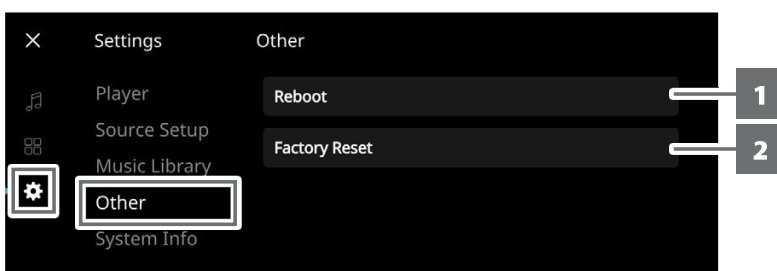 Settings
Other
Player
Reboot
1
Source Setup
Factory Reset
2
Music Library
Other
System Info